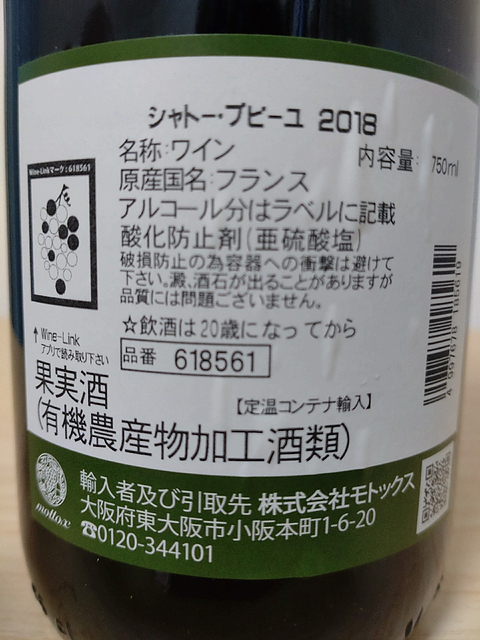 シャトー・プピーユ 2018
名称:ワイン
内容量: 750ml
原産国名:フランス
アルコール分はラベルに記載
酸化防止剤(亜硫酸塩)
破損防止の為容器への衝撃は避けて
下さい。澱、酒石が出ることがありますが
品質には問題ございません。
☆飲酒は20歳になってから
Wine-Linkマーク:618561
↑ Wine-Link
アプリで読み取り下さい
品番 618561
果実酒
【定温コンテナ輸入】
(有機農産物加工酒類)
輸入者及び引取先 株式会社モトックス
大阪府東大阪市小阪本町1-6-20
☎0120-344101
mottox